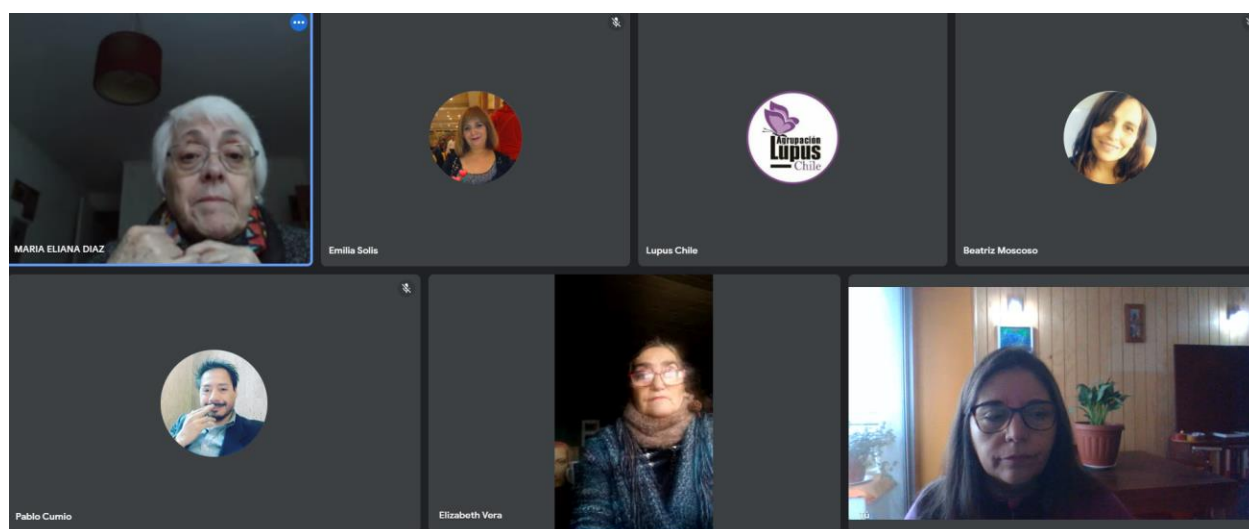 MARIA ELIANA DIAZ
Emilia Solis
Agrupación
Lupus
Chile
Lupus Chile
Beatriz Moscoso
Pablo Cumio
Elizabeth Vera